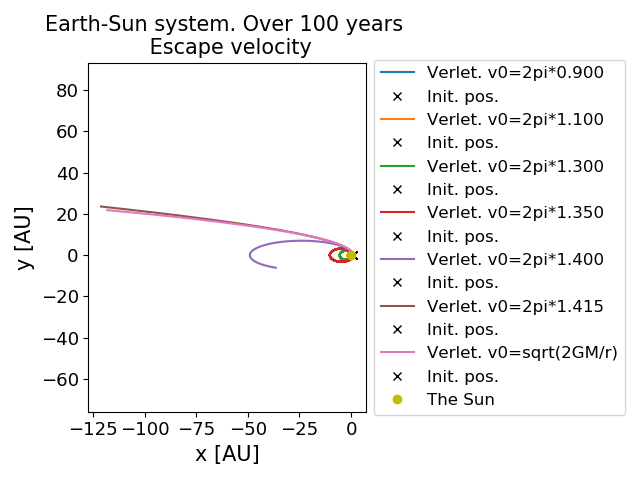 Earth-Sun system. Over 100 years
Escape velocity
y [AU]
80
60
40
20
0
−20
−40
−60
−125
−100
−75
−50
−25
0
x [AU]
Verlet. v0=2pi*0.900
Init. pos.
Verlet. v0=2pi*1.100
Init. pos.
Verlet. v0=2pi*1.300
Init. pos.
Verlet. v0=2pi*1.350
Init. pos.
Verlet. v0=2pi*1.400
Init. pos.
Verlet. v0=2pi*1.415
Init. pos.
Verlet. v0=sqrt(2GM/r)
Init. pos.
The Sun